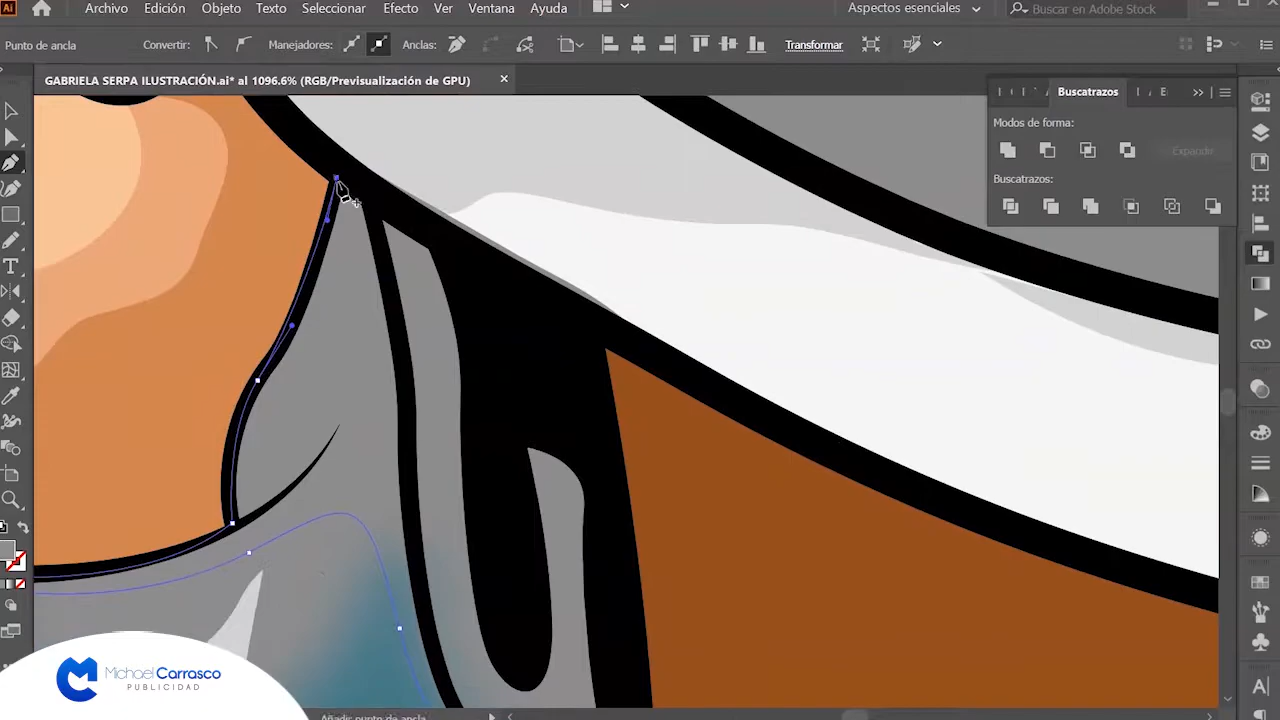 Archivo Edición Objeto Texto Seleccionar Efecto Ver Ventana Ayuda Aspectos esenciales Buscar en Adobe Stock
Punto de ancla Convertir: Manejadores: Anclas: Transformar
GABRIELA SERPA ILUSTRACIÓN.ai* al 1096.6% (RGB/Previsualización de GPU)
Buscatrazos
Modos de forma:
Expandir
Buscatrazos:
Michael Carrasco
PUBLICIDAD
Añadir punto de ancla